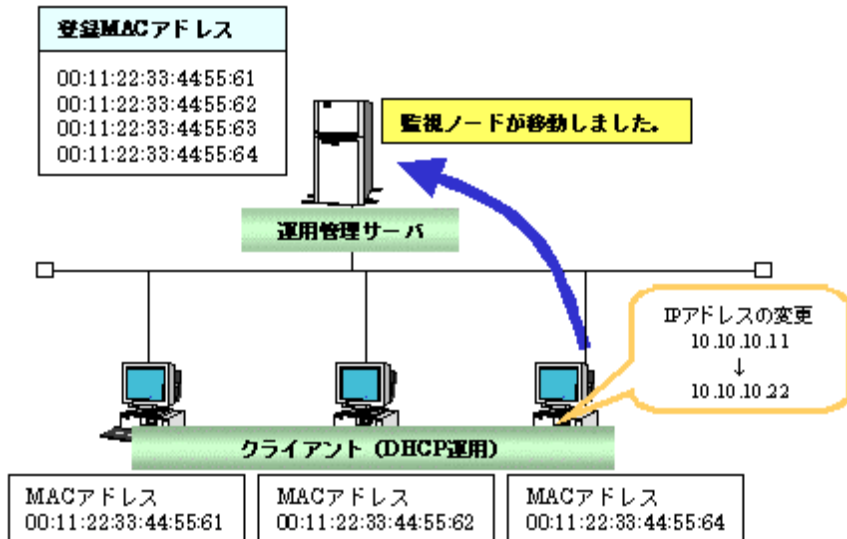 登録MACアドレス
00:11:22:33:44:55:61
00:11:22:33:44:55:62
00:11:22:33:44:55:63
00:11:22:33:44:55:64
監視ノードが移動しました。
運用管理サーバ
IPアドレスの変更
10.10.10.11
↓
10.10.10.22
クライアント (DHCP運用)
MACアドレス
00:11:22:33:44:55:61
MACアドレス
00:11:22:33:44:55:62
MACアドレス
00:11:22:33:44:55:64